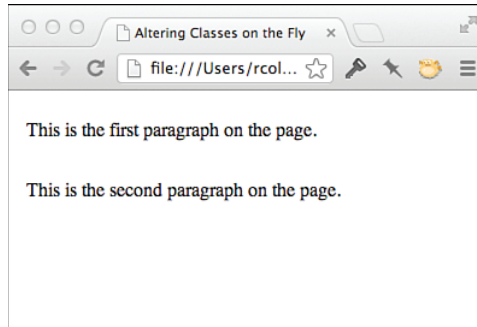 Altering Classes on the Fly
file:///Users/rcol...
This is the first paragraph on the page.
This is the second paragraph on the page.